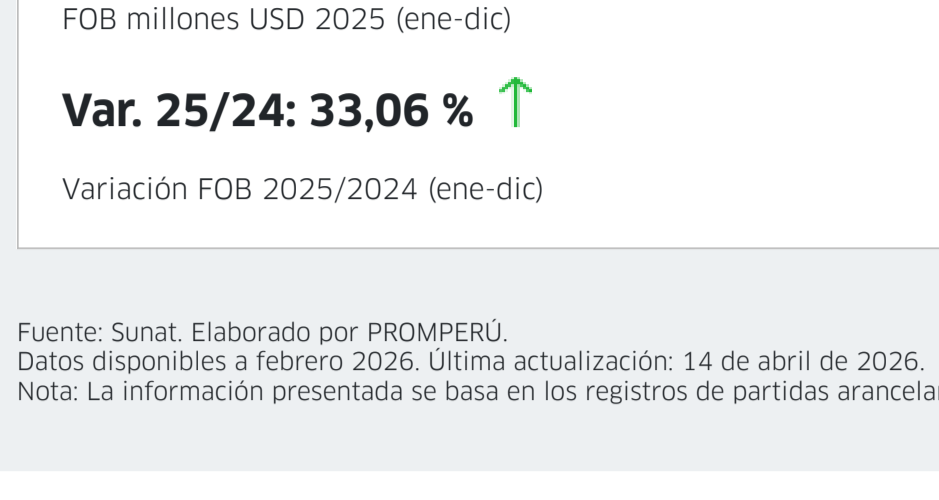 FOB millones USD 2025 (ene-dic)
Var. 25/24: 33,06 %
Variación FOB 2025/2024 (ene-dic)
Fuente: Sunat. Elaborado por PROMPERÚ.
Datos disponibles a febrero 2026. Última actualización: 14 de abril de 2026.
Nota: La información presentada se basa en los registros de partidas